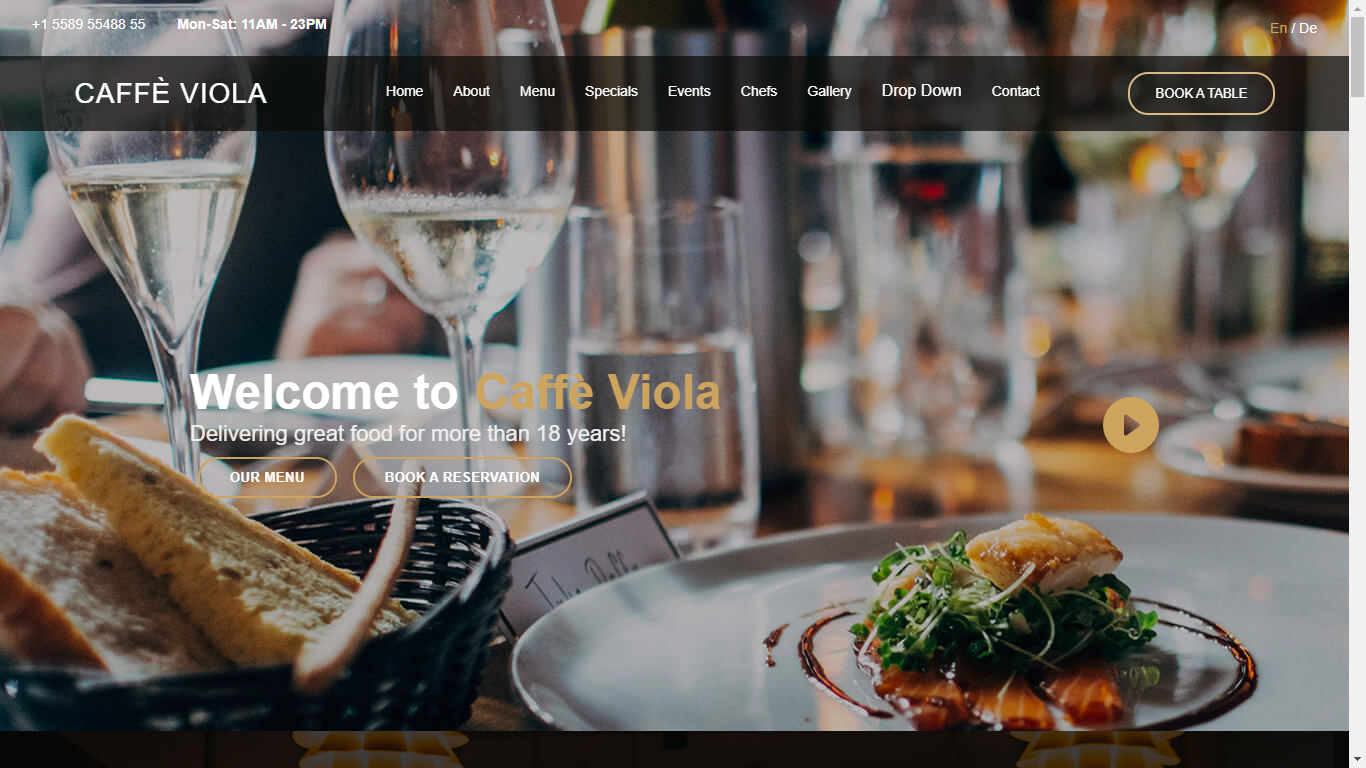 +1 5589 55488 55 Mon-Sat: 11AM - 23PM En / De
CAFFÈ VIOLA Home About Menu Specials Events Chefs Gallery Drop Down Contact BOOK A TABLE
Welcome to Caffè Viola
Delivering great food for more than 18 years!
OUR MENU BOOK A RESERVATION